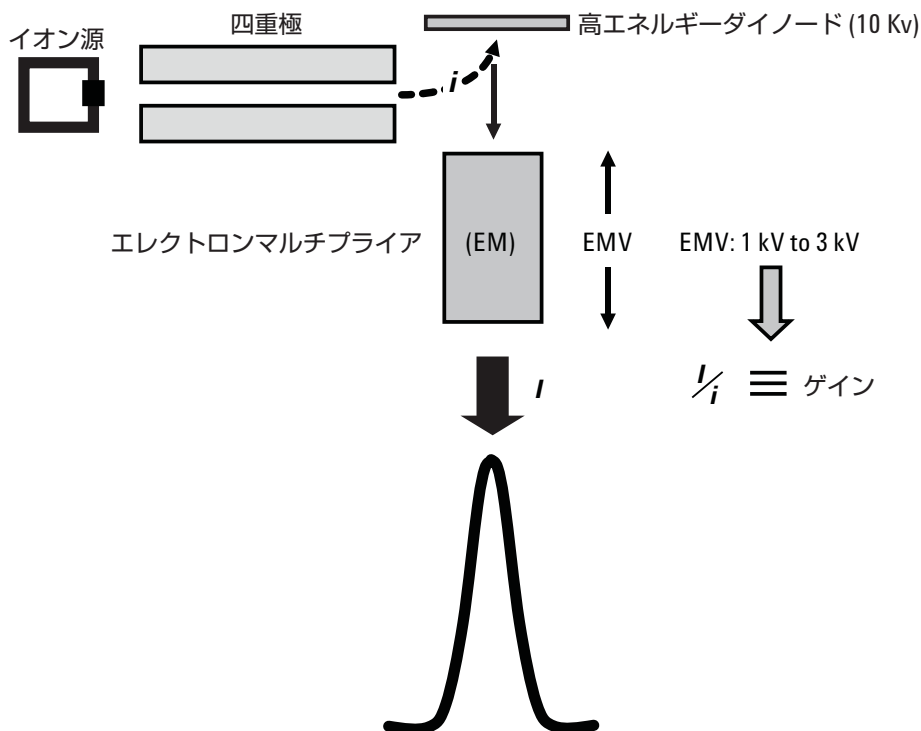 イオン源
四重極
高エネルギーダイノード (10 Kv)
i
エレクトロンマルチプライア
(EM)
EMV
EMV: 1 kV to 3 kV
I
I/i ≡ ゲイン